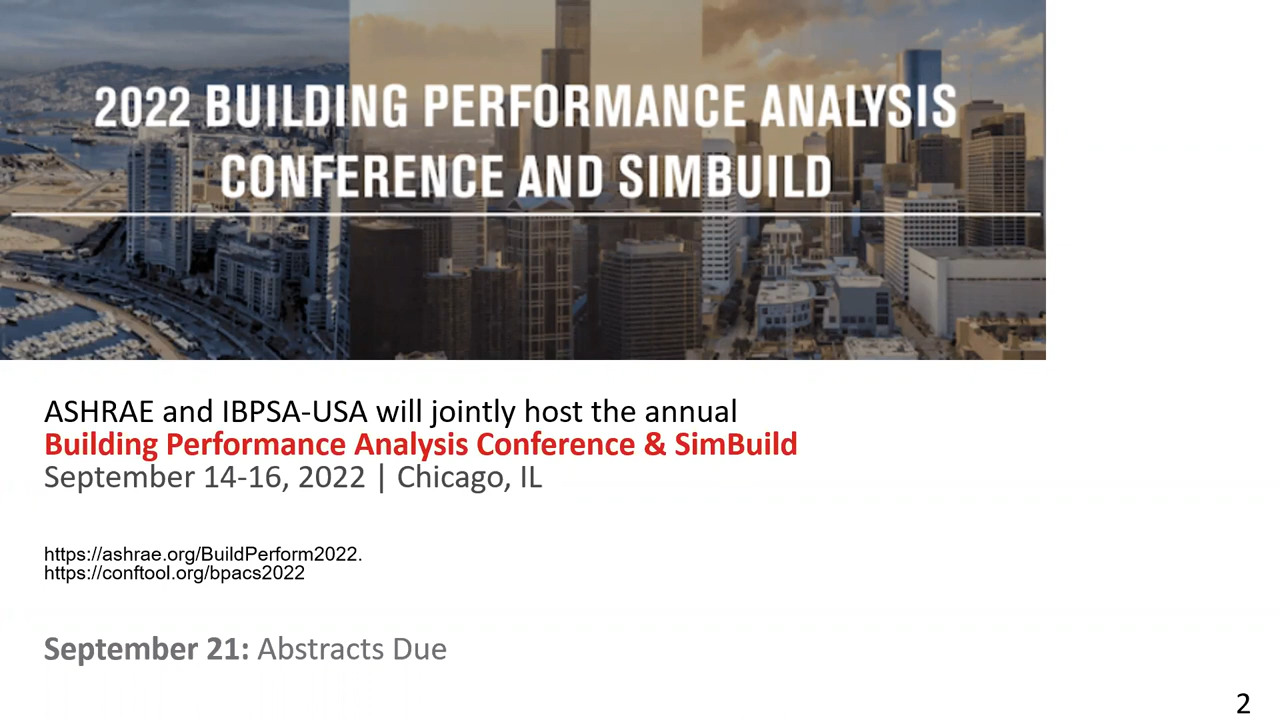 2022 BUILDING PERFORMANCE ANALYSIS
CONFERENCE AND SIMBUILD
ASHRAE and IBPSA-USA will jointly host the annual
Building Performance Analysis Conference & SimBuild
September 14-16, 2022 | Chicago, IL
https://ashrae.org/BuildPerform2022.
https://conftool.org/bpacs2022
September 21: Abstracts Due
2